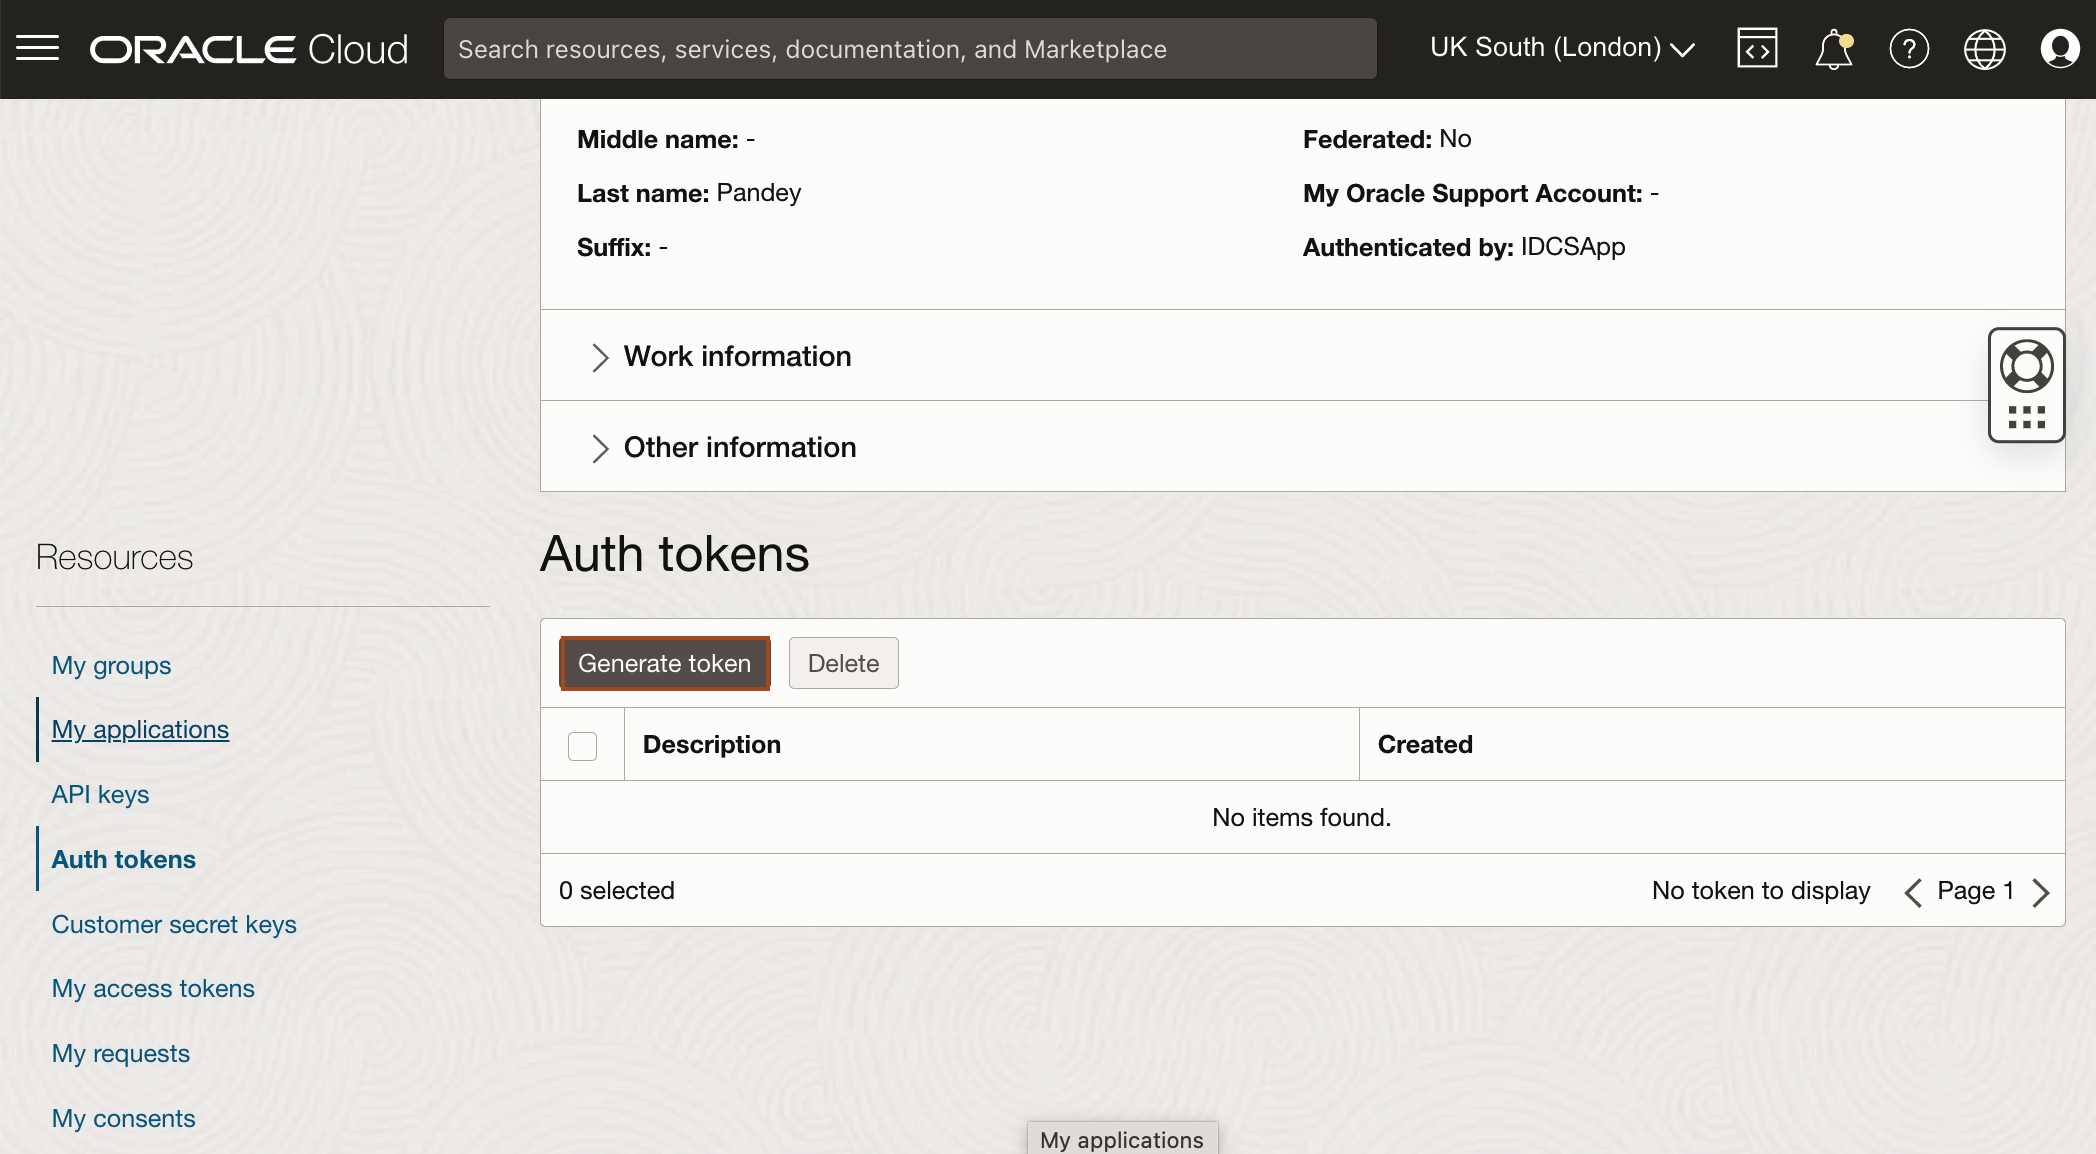 ORACLE Cloud
Search resources, services, documentation, and Marketplace
UK South (London)
Middle name: -
Federated: No
Last name: Pandey
My Oracle Support Account: -
Suffix: -
Authenticated by: IDCSApp
Work information
Other information
Resources
My groups
My applications
API keys
Auth tokens
Customer secret keys
My access tokens
My requests
My consents
Auth tokens
Generate token
Delete
Description
Created
No items found.
0 selected
No token to display
Page 1
My applications